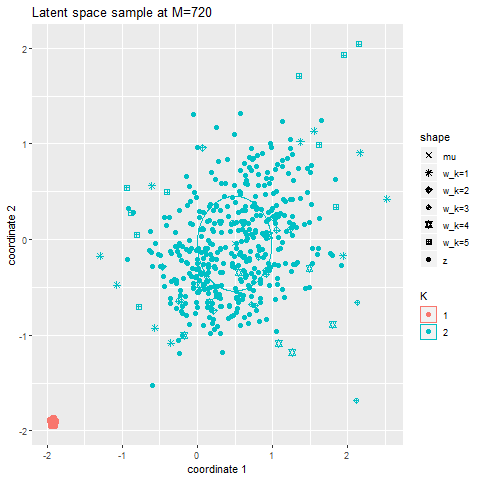 Latent space sample at M=720
coordinate 2
2
1
0
-1
-2
-2
-1
0
1
2
coordinate 1
shape
mu
w_k=1
w_k=2
w_k=3
w_k=4
w_k=5
z
K
1
2